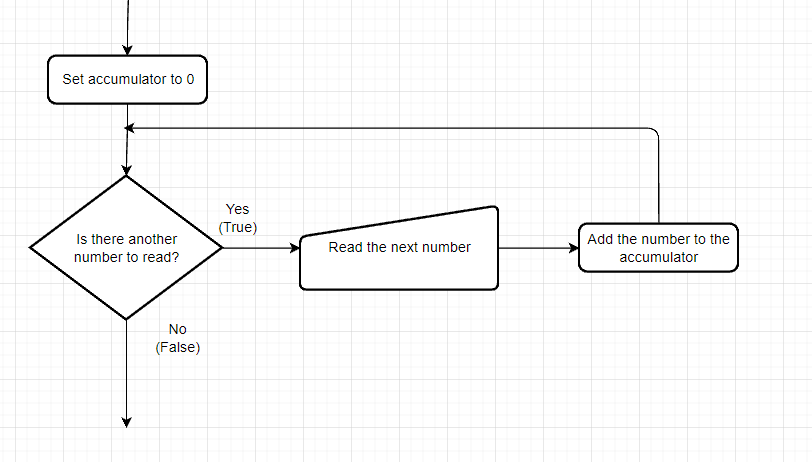 Set accumulator to 0
Is there another
number to read?
Yes
(True)
Read the next number
Add the number to the
accumulator
No
(False)